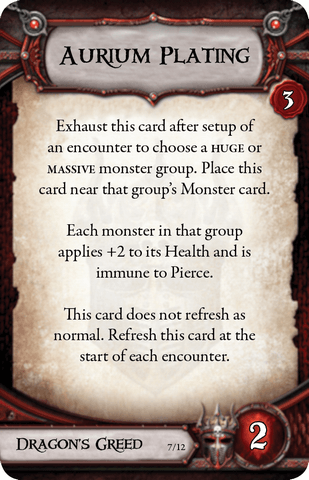 Aurium Plating
3
Exhaust this card after setup of
an encounter to choose a HUGE or
MASSIVE monster group. Place this
card near that group's Monster card.
Each monster in that group
applies +2 to its Health and is
immune to Pierce.
This card does not refresh as
normal. Refresh this card at the
start of each encounter.
Dragon's Greed 7/12
2